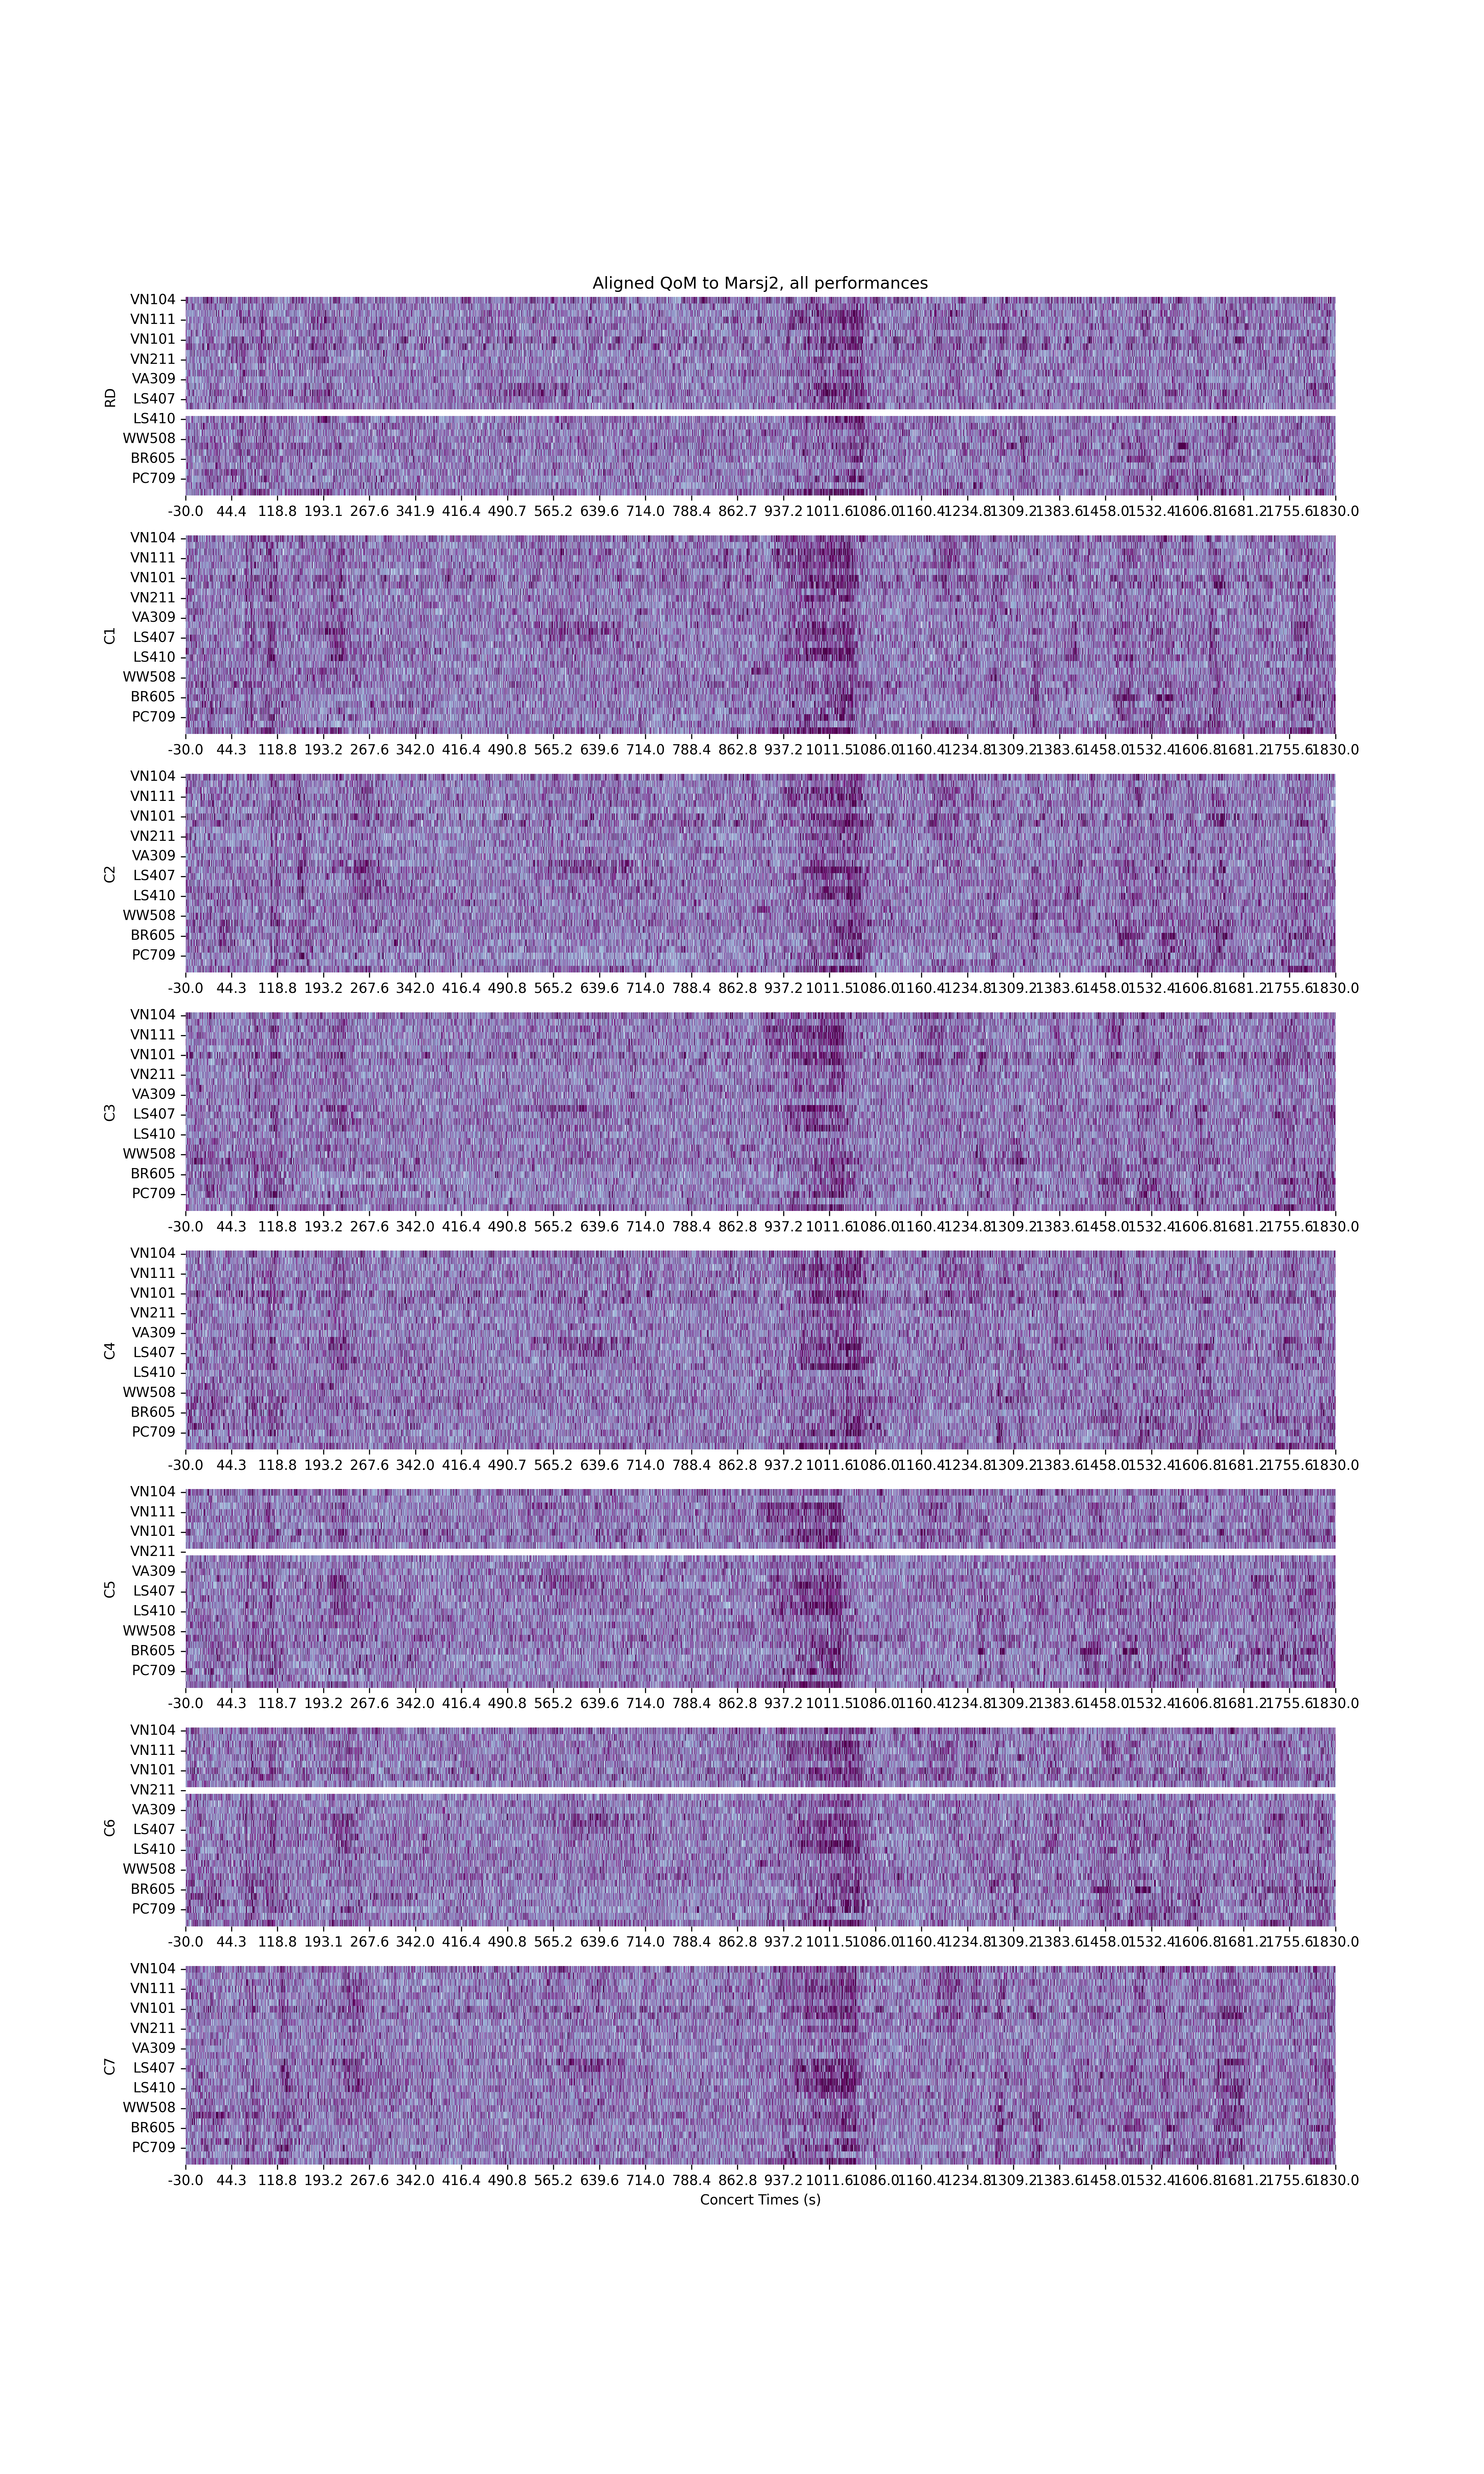 Aligned QoM to Marsj2, all performances
RD
VN104
VN111
VN101
VN211
VA309
LS407
LS410
WW508
BR605
PC709
-30.0 44.4 118.8 193.1 267.6 341.9 416.4 490.7 565.2 639.6 714.0 788.4 862.7 937.2 1011.6 1086.0 1160.4 1234.8 1309.2 1383.6 1458.0 1532.4 1606.8 1681.2 1755.6 1830.0
C1
VN104
VN111
VN101
VN211
VA309
LS407
LS410
WW508
BR605
PC709
-30.0 44.3 118.8 193.2 267.6 342.0 416.4 490.8 565.2 639.6 714.0 788.4 862.8 937.2 1011.6 1086.0 1160.4 1234.8 1309.2 1383.6 1458.0 1532.4 1606.8 1681.2 1755.6 1830.0
C2
VN104
VN111
VN101
VN211
VA309
LS407
LS410
WW508
BR605
PC709
-30.0 44.3 118.8 193.2 267.6 342.0 416.4 490.8 565.2 639.6 714.0 788.4 862.8 937.2 1011.5 1086.0 1160.4 1234.8 1309.2 1383.6 1458.0 1532.4 1606.8 1681.2 1755.6 1830.0
C3
VN104
VN111
VN101
VN211
VA309
LS407
LS410
WW508
BR605
PC709
-30.0 44.3 118.8 193.2 267.6 342.0 416.4 490.8 565.2 639.6 714.0 788.4 862.8 937.2 1011.6 1086.0 1160.4 1234.8 1309.2 1383.6 1458.0 1532.4 1606.8 1681.2 1755.6 1830.0
C4
VN104
VN111
VN101
VN211
VA309
LS407
LS410
WW508
BR605
PC709
-30.0 44.3 118.8 193.2 267.6 342.0 416.4 490.8 565.2 639.6 714.0 788.4 862.8 937.2 1011.6 1086.0 1160.4 1234.8 1309.2 1383.6 1458.0 1532.4 1606.8 1681.2 1755.6 1830.0
C5
VN104
VN111
VN101
VN211
VA309
LS407
LS410
WW508
BR605
PC709
-30.0 44.3 118.7 193.2 267.6 342.0 416.4 490.8 565.2 639.6 714.0 788.4 862.8 937.2 1011.6 1086.0 1160.4 1234.8 1309.2 1383.6 1458.0 1532.4 1606.8 1681.2 1755.6 1830.0
C6
VN104
VN111
VN101
VN211
VA309
LS407
LS410
WW508
BR605
PC709
-30.0 44.3 118.8 193.1 267.6 342.0 416.4 490.8 565.2 639.6 714.0 788.4 862.8 937.2 1011.5 1086.0 1160.4 1234.8 1309.2 1383.6 1458.0 1532.4 1606.8 1681.2 1755.6 1830.0
C7
VN104
VN111
VN101
VN211
VA309
LS407
LS410
WW508
BR605
PC709
-30.0 44.3 118.8 193.2 267.6 342.0 416.4 490.8 565.2 639.6 714.0 788.4 862.8 937.2 1011.6 1086.0 1160.4 1234.8 1309.2 1383.6 1458.0 1532.4 1606.8 1681.2 1755.6 1830.0
Concert Times (s)